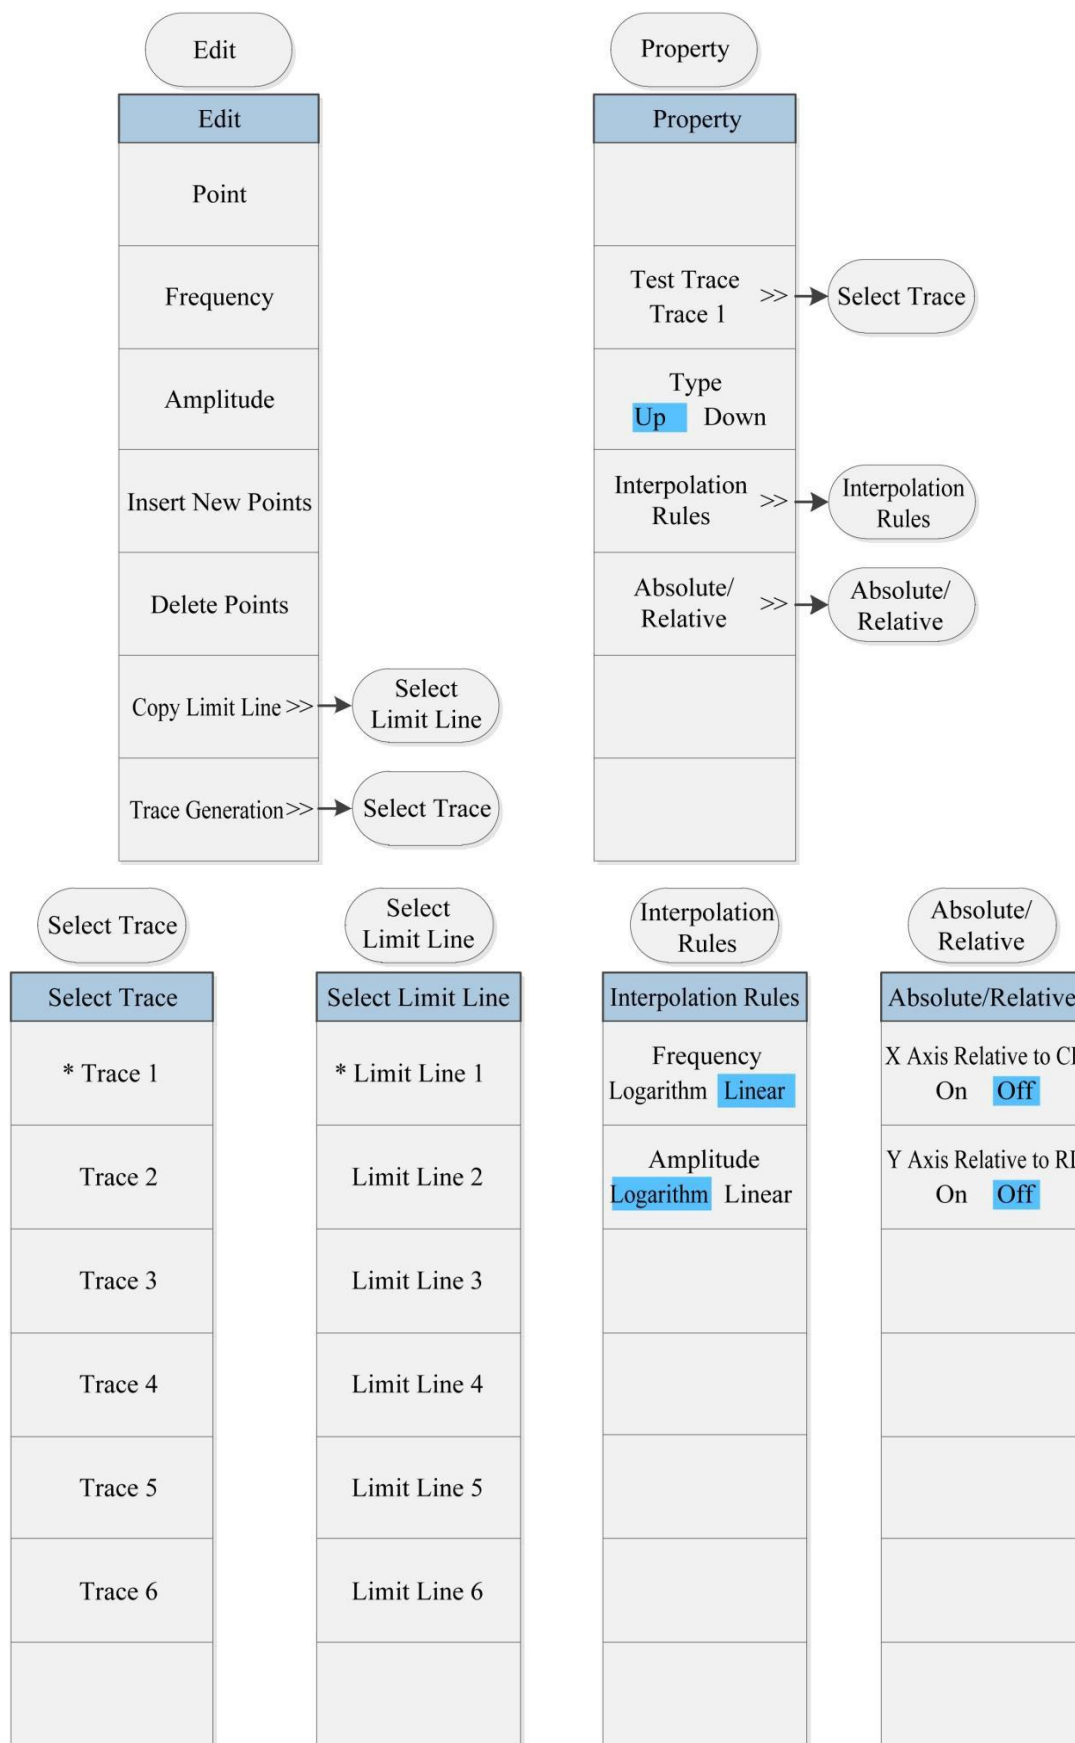 Edit
Edit
Point
Frequency
Amplitude
Insert New Points
Delete Points
Copy Limit Line >>
Select
Limit Line
Trace Generation >>
Select Trace
Property
Property
Test Trace
Trace 1
>>
Select Trace
Type
Up Down
Interpolation
Rules
>>
Interpolation
Rules
Absolute/
Relative
>>
Absolute/
Relative
Select Trace
Select Trace
* Trace 1
Trace 2
Trace 3
Trace 4
Trace 5
Trace 6
Select
Limit Line
Select Limit Line
* Limit Line 1
Limit Line 2
Limit Line 3
Limit Line 4
Limit Line 5
Limit Line 6
Interpolation
Rules
Interpolation Rules
Frequency
Logarithm Linear
Amplitude
Logarithm Linear
Absolute/
Relative
Absolute/Relative
X Axis Relative to
On Off
Y Axis Relative to
On Off